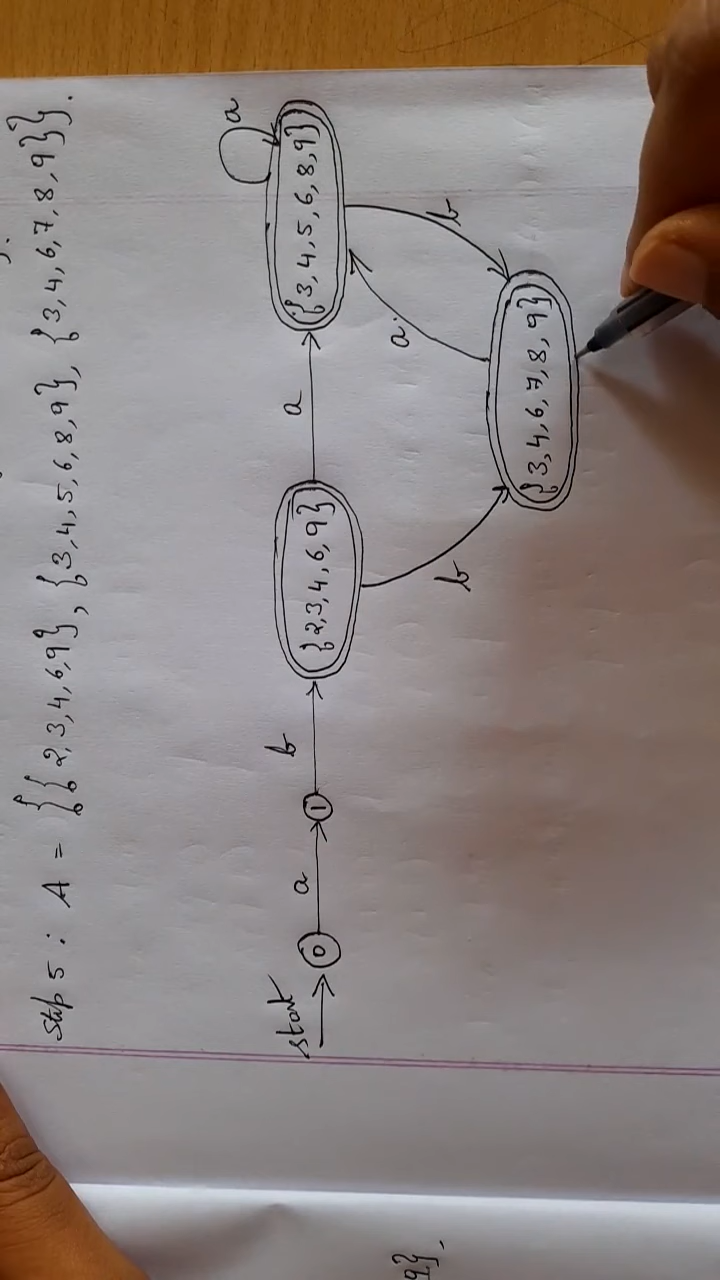 Step 5 : A = {{2,3,4,6,9}, {3,4,5,6,8,9}, {3,4,6,7,8,9}}.
a
start 0 a 1 b {2,3,4,6,9} a {3,4,5,6,8,9}
b a b
{3,4,6,7,8,9}
9}.